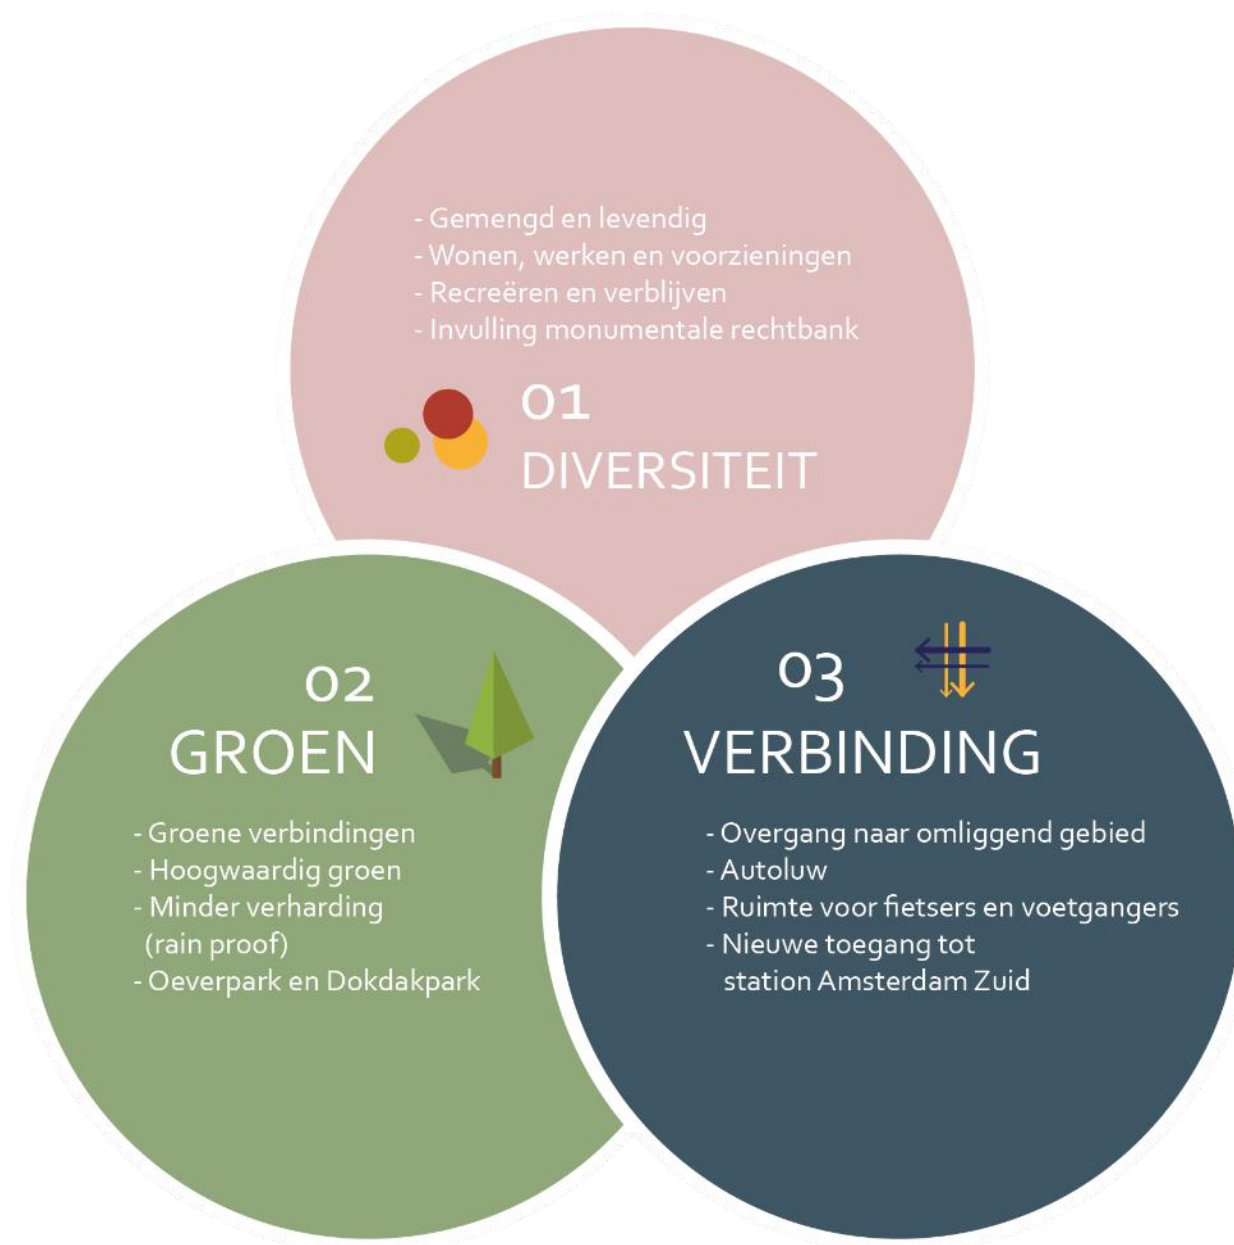 - Gemengd en levendig
- Wonen, werken en voorzieningen
- Recreëren en verblijven
- Invulling monumentale rechtbank
01
DIVERSITEIT
02
GROEN
- Groene verbindingen
- Hoogwaardig groen
- Minder verharding
(rain proof)
- Oeverpark en Dokdakpark
03
VERBINDING
- Overgang naar omliggend gebied
- Autoluw
- Ruimte voor fietsers en voetgangers
- Nieuwe toegang tot
station Amsterdam Zuid